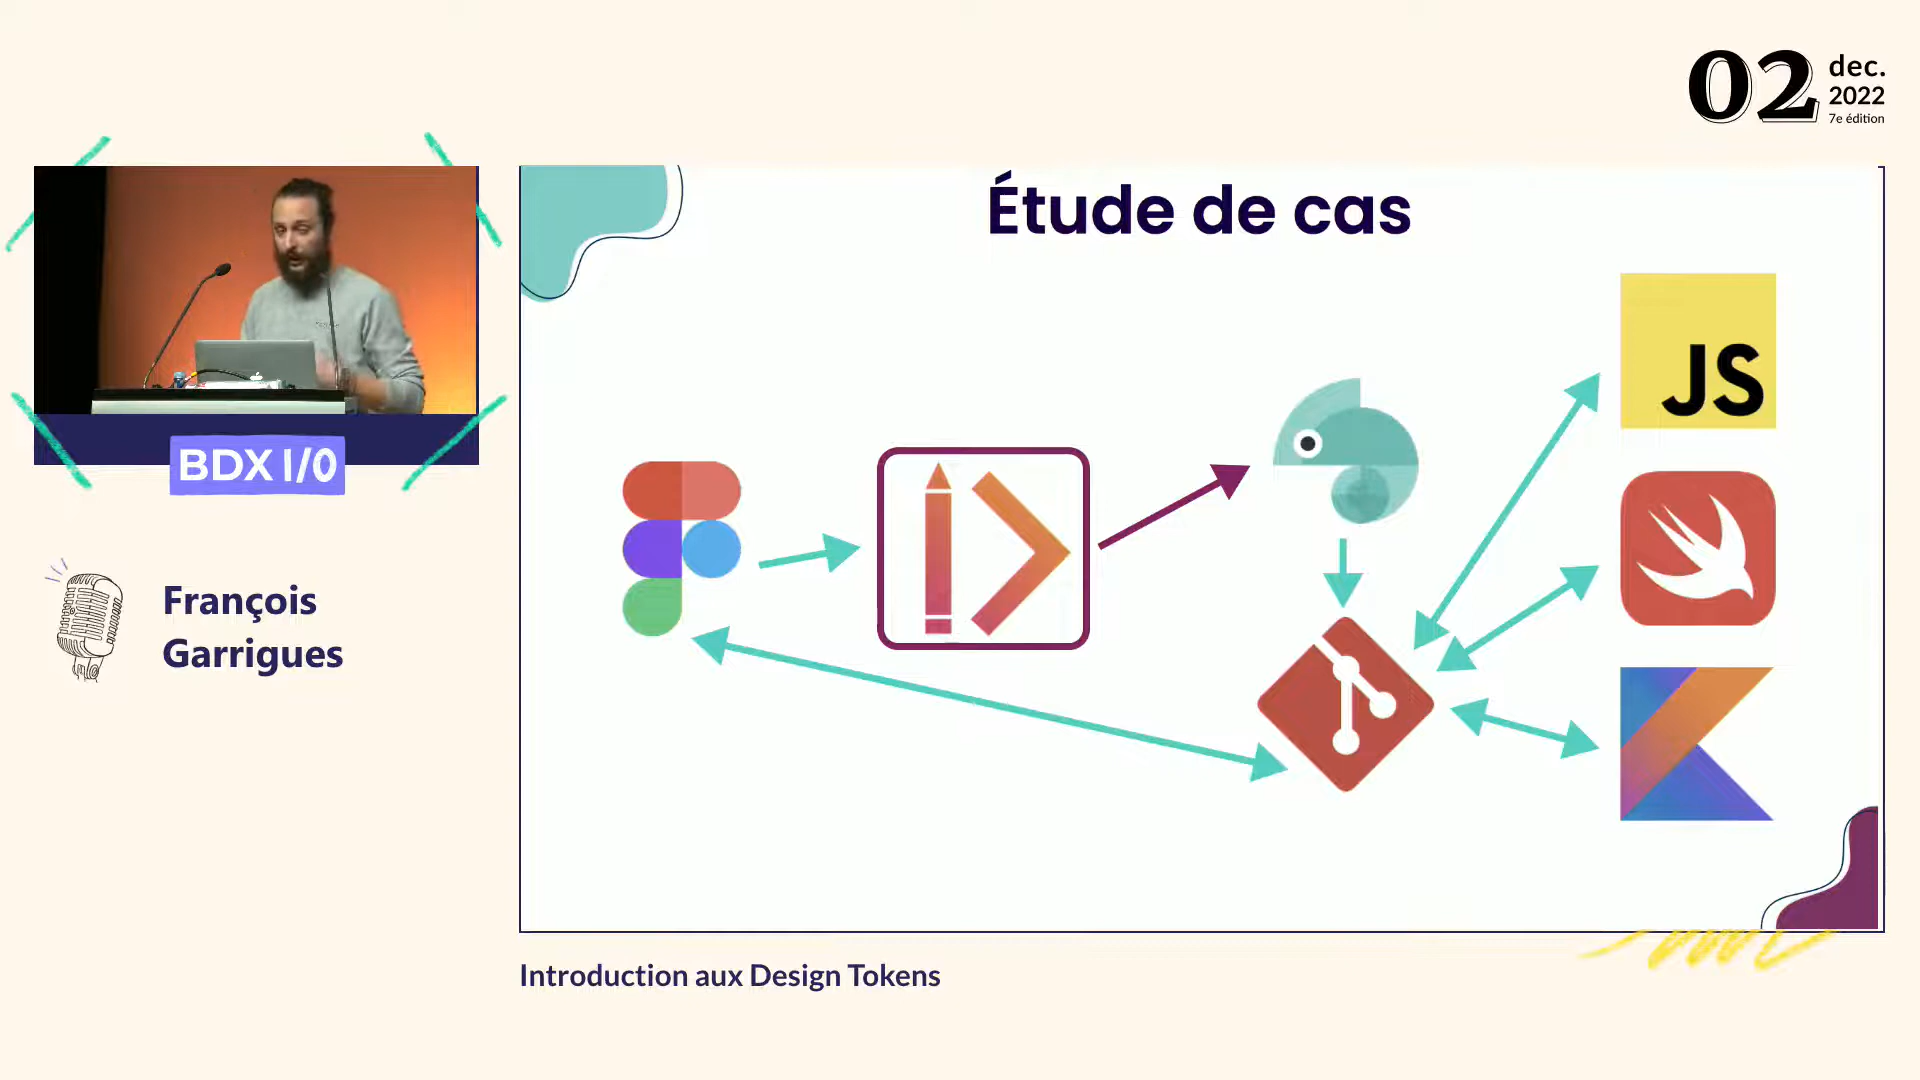 02
dec.
2022
7e édition
Étude de cas
JS
BDX I/O
François
Garrigues
Introduction aux Design Tokens